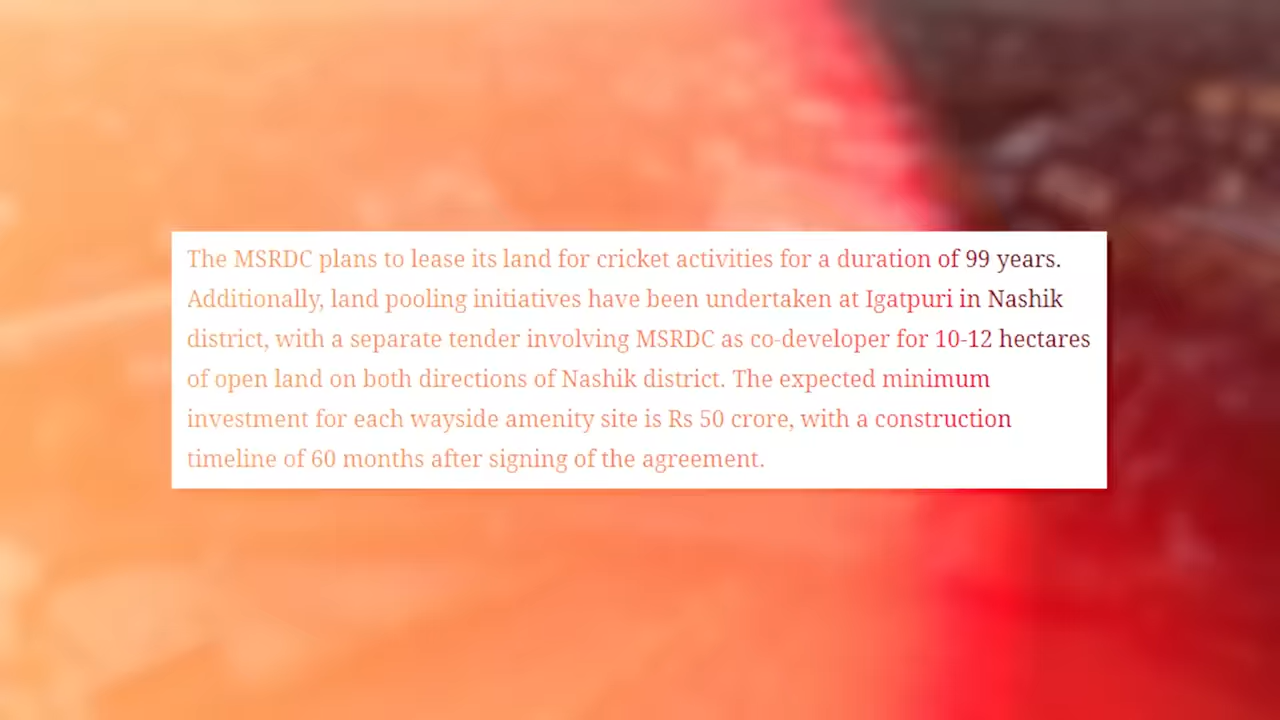 The MSRDC plans to lease its land for cricket activities for a duration of 99 years.
Additionally, land pooling initiatives have been undertaken at Igatpuri in Nashik
district, with a separate tender involving MSRDC as co-developer for 10-12 hectares
of open land on both directions of Nashik district. The expected minimum
investment for each wayside amenity site is Rs 50 crore, with a construction
timeline of 60 months after signing of the agreement.